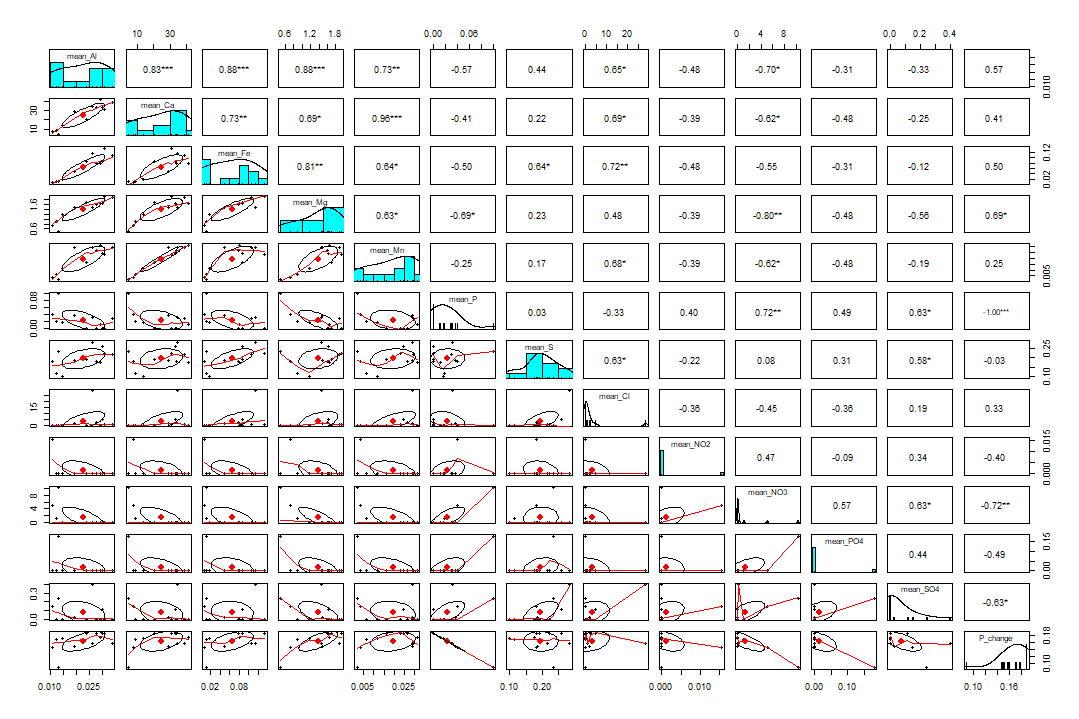 10 30 0.6 1.2 1.8 0.00 0.06 0 10 20 0 4 8 0.0 0.2 0.4
mean_Al 0.83*** 0.88*** 0.88*** 0.73** -0.57 0.44 0.65* -0.48 -0.70* -0.31 -0.33 0.57 0.010
10 30 mean_Ca 0.73** 0.69* 0.96*** -0.41 0.22 0.69* -0.39 -0.62* -0.48 -0.25 0.41
mean_Fe 0.81** 0.64* -0.50 0.64* 0.72** -0.48 -0.55 -0.31 -0.12 0.50 0.02 0.12
0.6 1.6 mean_Mg 0.63* -0.69* 0.23 0.48 -0.39 -0.80** -0.48 -0.56 0.69*
mean_Mn -0.25 0.17 0.68* -0.39 -0.62* -0.48 -0.19 0.25 0.005
0.00 0.08 mean_P 0.03 -0.33 0.40 0.72** 0.49 0.63* -1.00***
mean_S 0.63* -0.22 0.08 0.31 0.58* -0.03 0.10 0.25
0 15 mean_Cl -0.36 -0.45 -0.36 0.19 0.33
mean_NO2 0.47 -0.09 0.34 -0.40 0.000 0.015
0 4 8 mean_NO3 0.57 0.63* -0.72**
mean_PO4 0.44 -0.49 0.00 0.15
0.0 0.3 mean_SO4 -0.63*
P_change 0.10 0.18
0.010 0.025 0.02 0.08 0.005 0.025 0.10 0.20 0.000 0.010 0.00 0.10 0.10 0.16